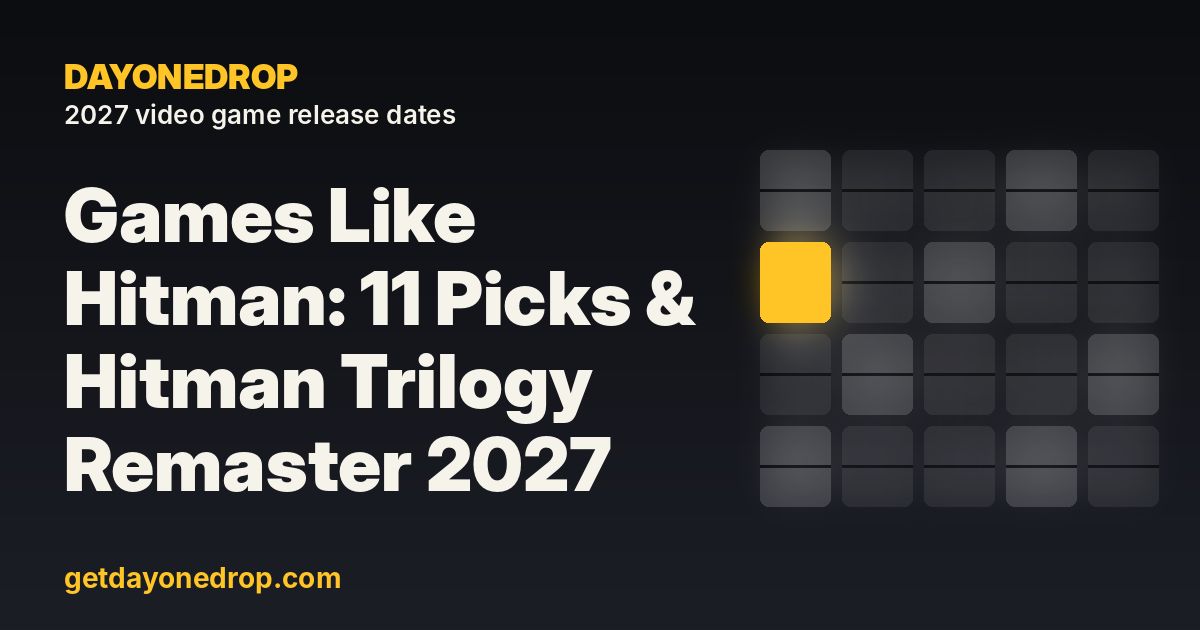 DAYONEDROP
2027 video game release dates
Games Like
Hitman: 11 Picks &
Hitman Trilogy
Remaster 2027
getdayonedrop.com